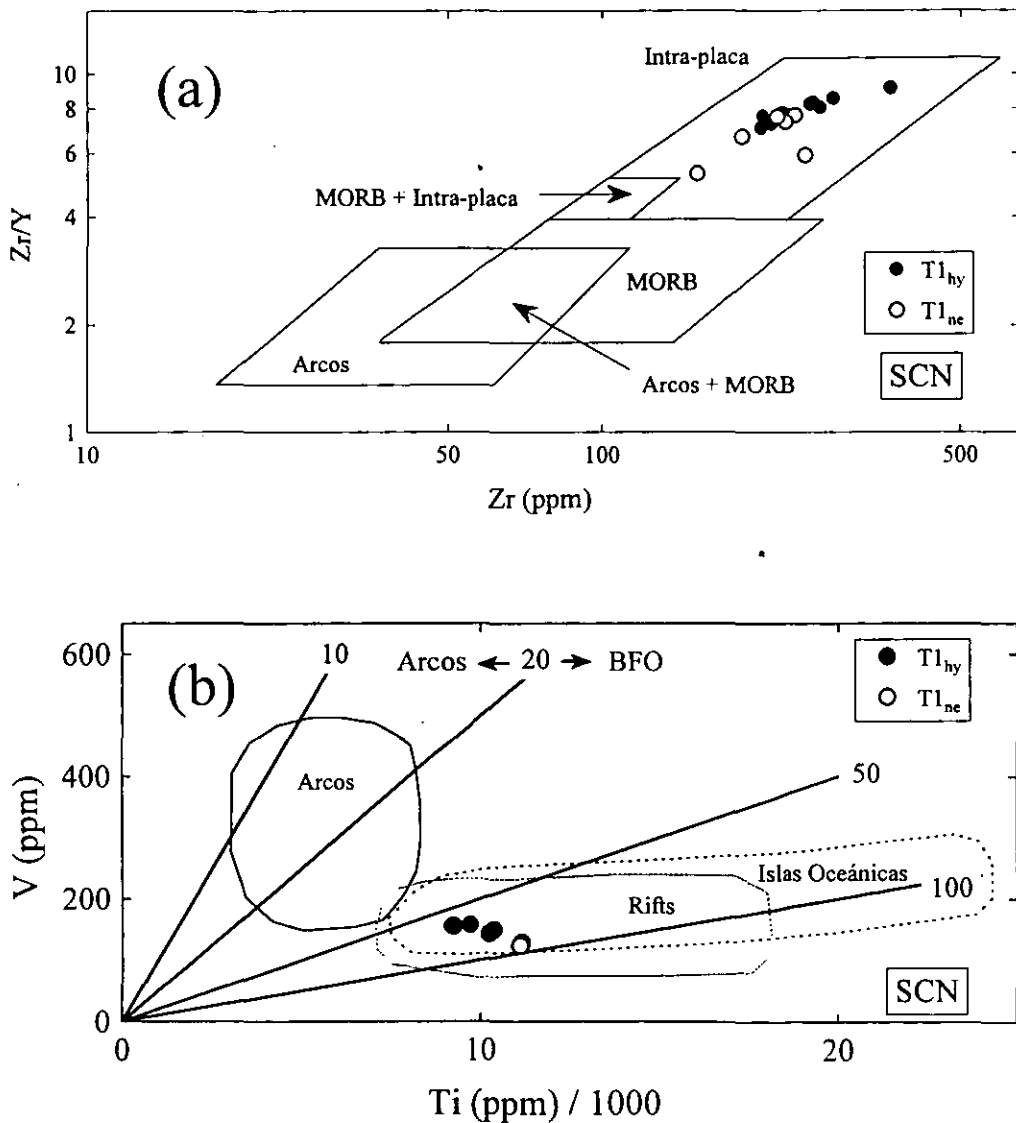 (a)
Intra-placa
10
8
6
4
2
1
Zr/Y
MORB + Intra-placa
MORB
Arcos
Arcos + MORB
T1hy
T1ne
SCN
10
50
100
500
Zr (ppm)
(b)
10
Arcos ← 20 → BFO
T1hy
T1ne
600
400
200
0
V (ppm)
Arcos
50
Islas Oceánicas
100
Rifts
SCN
0
10
20
Ti (ppm) / 1000